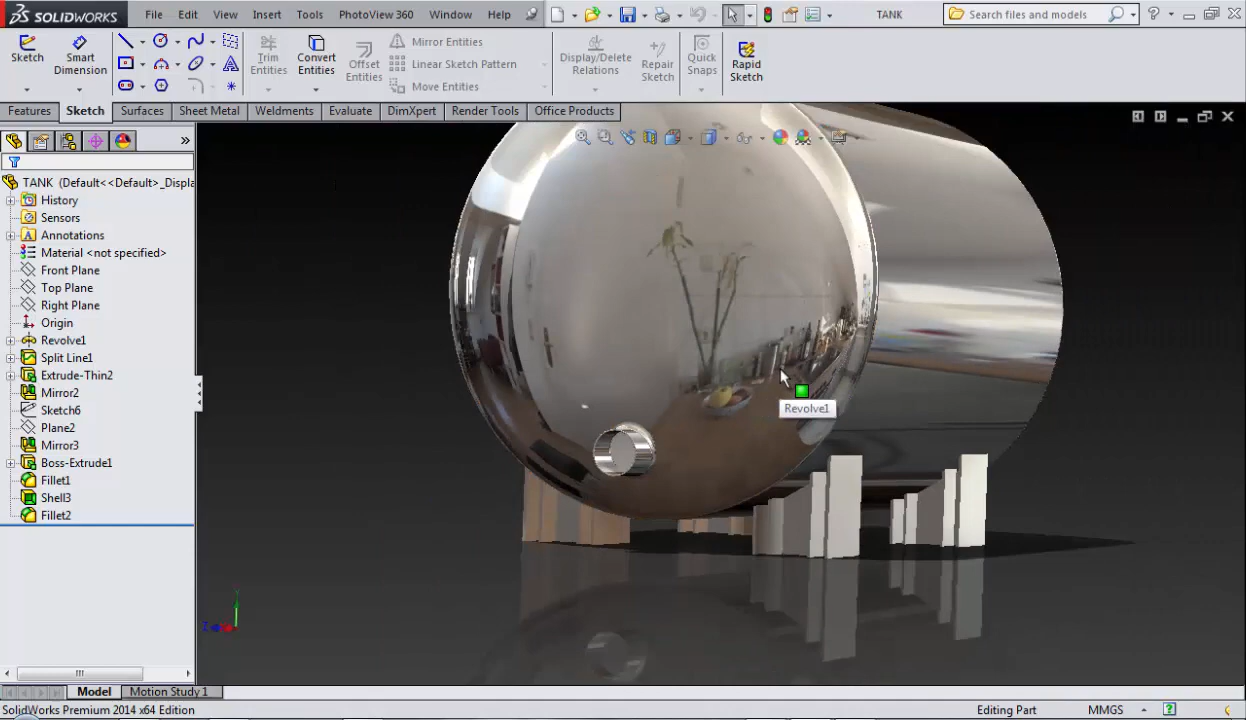 SOLIDWORKS File Edit View Insert Tools PhotoView 360 Window Help TANK Search files and models
Sketch Smart Dimension Trim Entities Convert Entities Offset Entities Mirror Entities Display/Delete Relations Repair Sketch Quick Snaps Rapid Sketch
Linear Sketch Pattern
Move Entities
Features Sketch Surfaces Sheet Metal Weldments Evaluate DimXpert Render Tools Office Products
TANK (Default<<Default>_Displa
History
Sensors
Annotations
Material <not specified>
Front Plane
Top Plane
Right Plane
Origin
Revolve1
Split Line1
Extrude-Thin2
Mirror2
Sketch6
Plane2
Mirror3
Boss-Extrude1
Fillet1
Shell3
Fillet2
Revolve1
Z
Y
Model Motion Study 1
SolidWorks Premium 2014 x64 Edition Editing Part MMGS